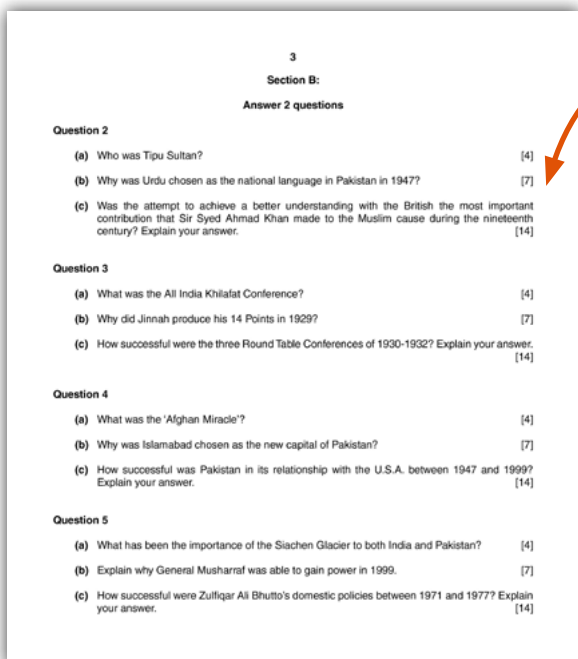 3
Section B:
Answer 2 questions
Question 2
(a) Who was Tipu Sultan? [4]
(b) Why was Urdu chosen as the national language in Pakistan in 1947? [7]
(c) Was the attempt to achieve a better understanding with the British the most important
contribution that Sir Syed Ahmad Khan made to the Muslim cause during the nineteenth
century? Explain your answer. [14]
Question 3
(a) What was the All India Khilafat Conference? [4]
(b) Why did Jinnah produce his 14 Points in 1929? [7]
(c) How successful were the three Round Table Conferences of 1930-1932? Explain your answer.
[14]
Question 4
(a) What was the 'Afghan Miracle'? [4]
(b) Why was Islamabad chosen as the new capital of Pakistan? [7]
(c) How successful was Pakistan in its relationship with the U.S.A. between 1947 and 1999?
Explain your answer. [14]
Question 5
(a) What has been the importance of the Siachen Glacier to both India and Pakistan? [4]
(b) Explain why General Musharraf was able to gain power in 1999. [7]
(c) How successful were Zulfiqar Ali Bhutto's domestic policies between 1971 and 1977? Explain
your answer. [14]